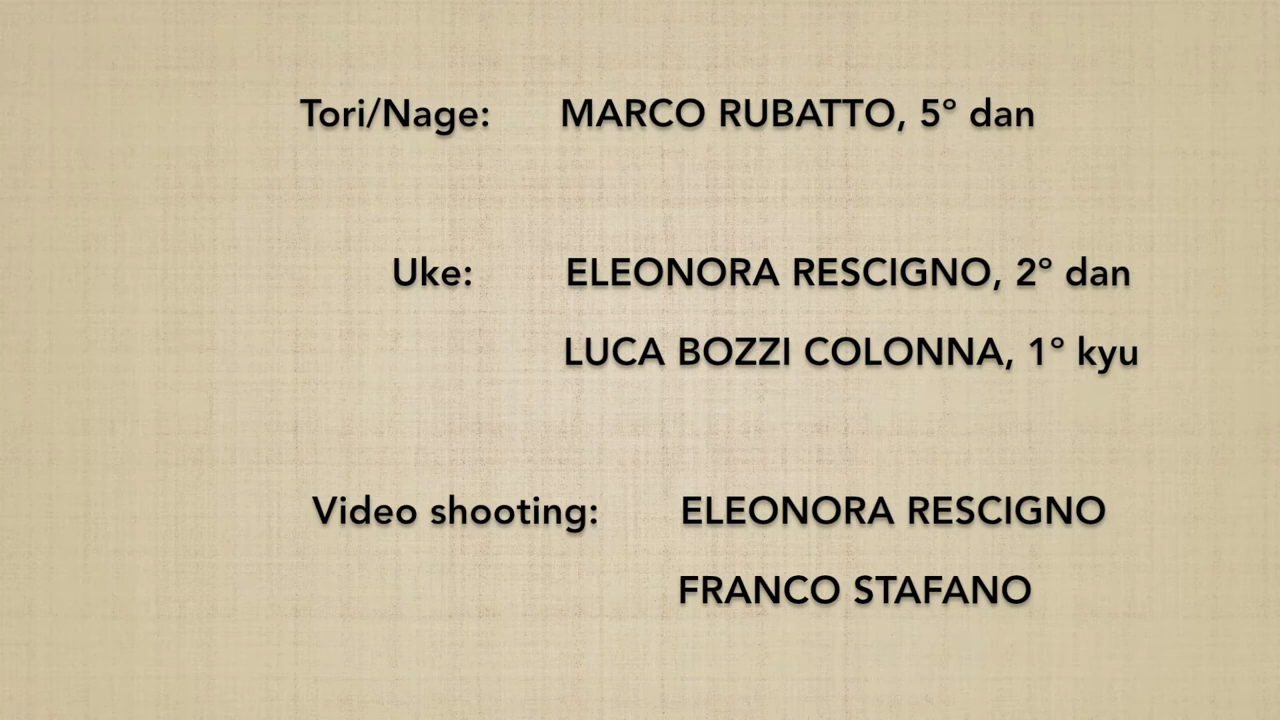 Tori/Nage: MARCO RUBATTO, 5° dan
Uke: ELEONORA RESCIGNO, 2° dan
LUCA BOZZI COLONNA, 1° kyu
Video shooting: ELEONORA RESCIGNO
FRANCO STAFANO